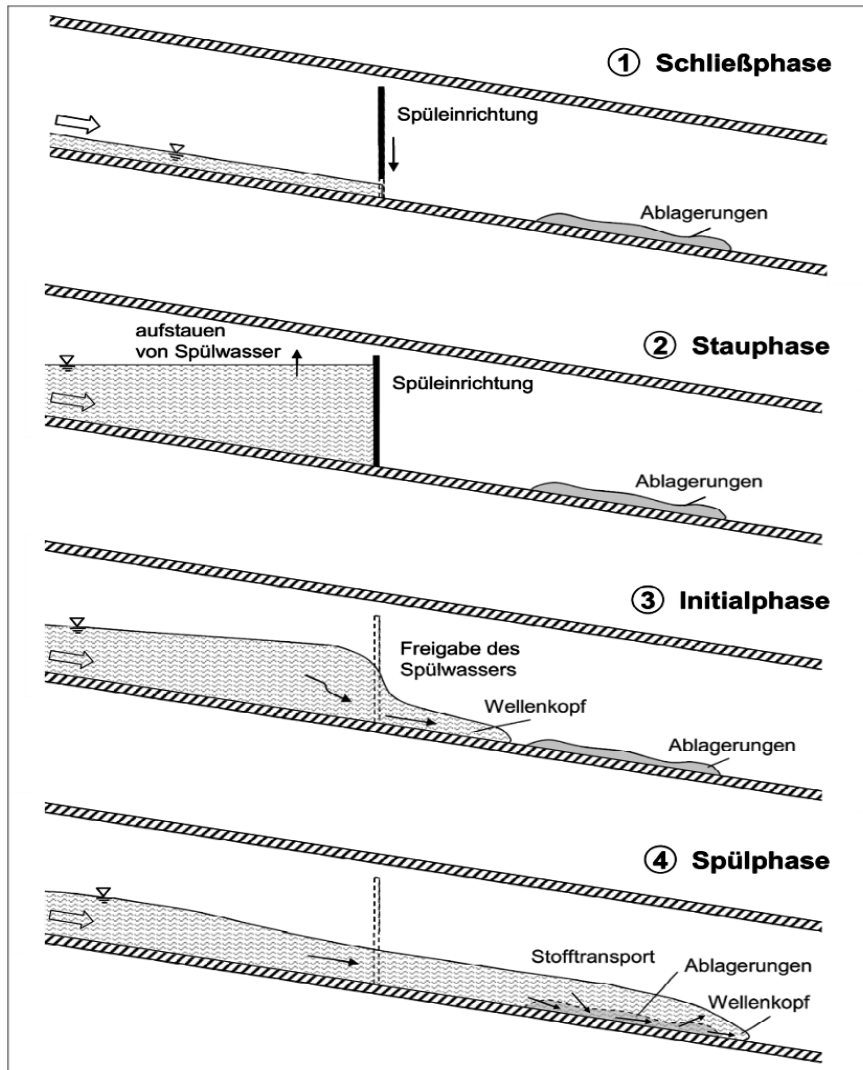 ① Schließphase
Spüleinrichtung
Ablagerungen
aufstauen
von Spülwasser
② Stauphase
Spüleinrichtung
Ablagerungen
③ Initialphase
Freigabe des
Spülwassers
Wellenkopf
Ablagerungen
④ Spülphase
Stofftransport
Ablagerungen
Wellenkopf